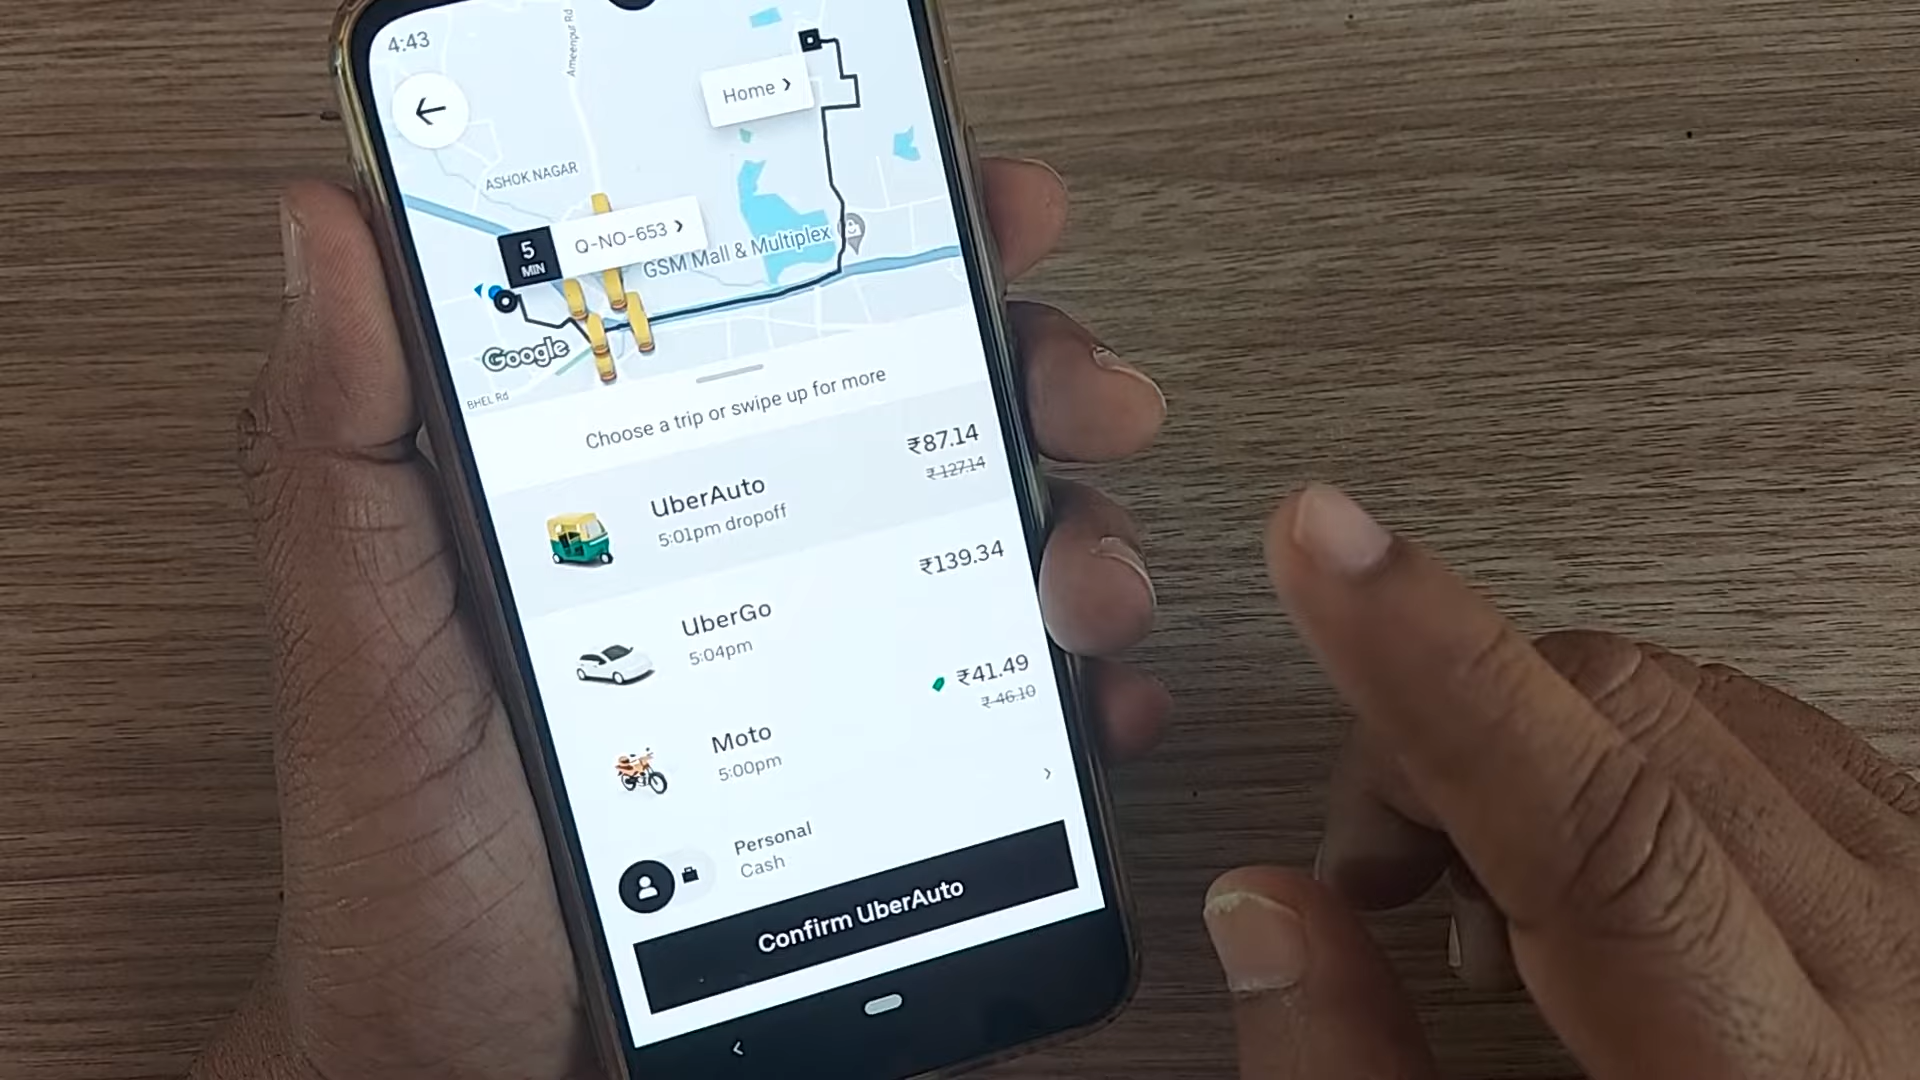 4:43
Ameenpur Rd
Home >
ASHOK NAGAR
5
MIN
Q-NO-653 >
GSM Mall & Multiplex
Google
BHEL Rd
Choose a trip or swipe up for more
UberAuto
₹87.14
5:01pm dropoff
₹127.14
UberGo
₹139.34
5:04pm
Moto
₹41.49
5:00pm
₹46.10
Personal
Cash
Confirm UberAuto